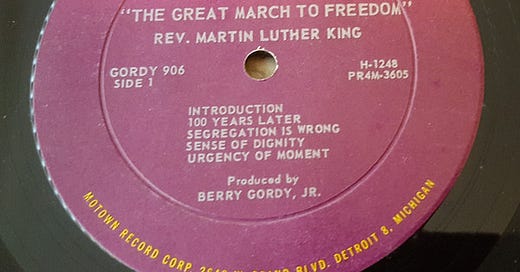 "THE GREAT MARCH TO FREEDOM"
REV. MARTIN LUTHER KING
GORDY 906
SIDE 1
H-1248
PR4M-3605
INTRODUCTION
100 YEARS LATER
SEGREGATION IS WRONG
SENSE OF DIGNITY
URGENCY OF MOMENT
Produced by
BERRY GORDY, JR.
MOTOWN RECORD CORP. BLVD. DETROIT 8, MICHIGAN